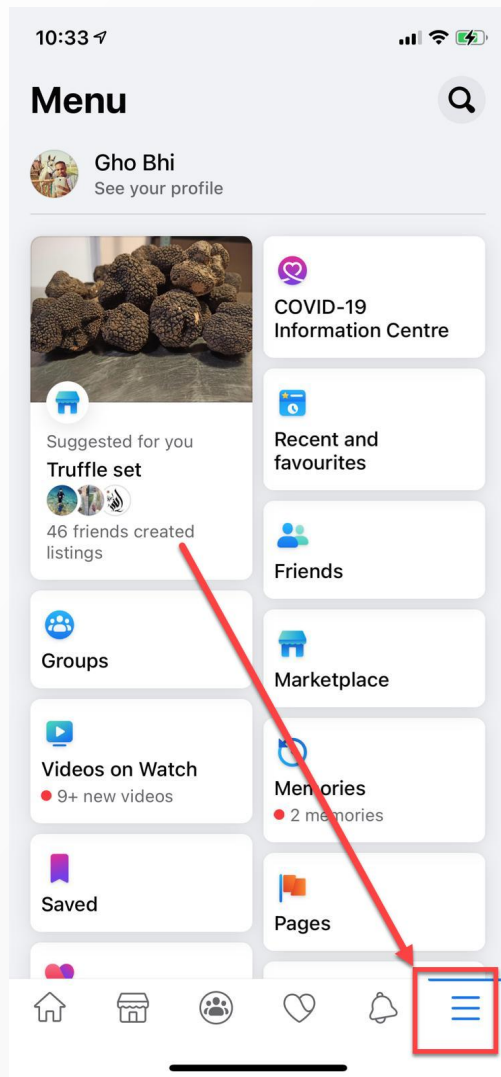 10:33
Menu
Gho Bhi
See your profile
Suggested for you
Truffle set
46 friends created
listings
Groups
Videos on Watch
9+ new videos
Saved
COVID-19
Information Centre
Recent and
favourites
Friends
Marketplace
Memories
2 memories
Pages